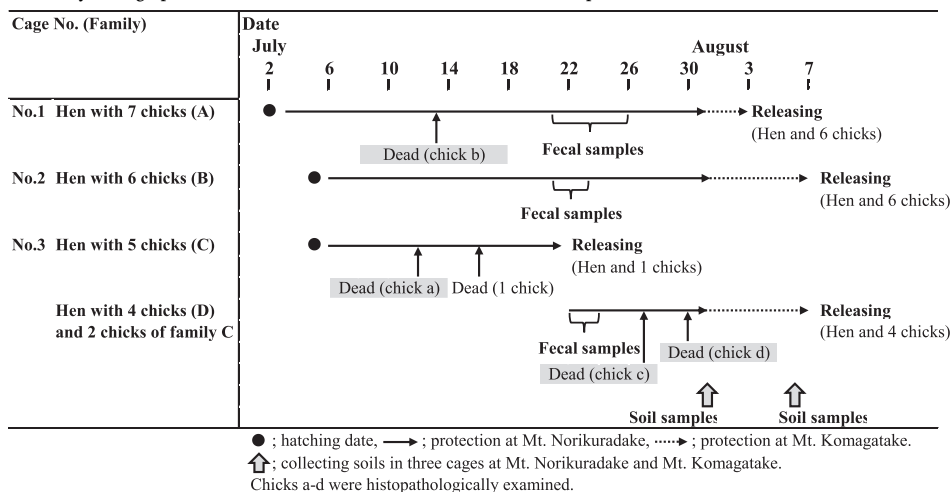 Cage No. (Family) Date
July August
2 6 10 14 18 22 26 30 3 7
No.1 Hen with 7 chicks (A) Releasing
(Hen and 6 chicks)
Dead (chick b) Fecal samples
No.2 Hen with 6 chicks (B) Releasing
(Hen and 6 chicks)
Fecal samples
No.3 Hen with 5 chicks (C) Releasing
(Hen and 1 chicks)
Dead (chick a) Dead (1 chick)
Hen with 4 chicks (D) Releasing
and 2 chicks of family C (Hen and 4 chicks)
Fecal samples
Dead (chick d)
Dead (chick c)
Soil samples Soil samples
; hatching date, ; protection at Mt. Norikuradake, ; protection at Mt. Komagatake.
; collecting soils in three cages at Mt. Norikuradake and Mt. Komagatake.
Chicks a-d were histopathologically examined.